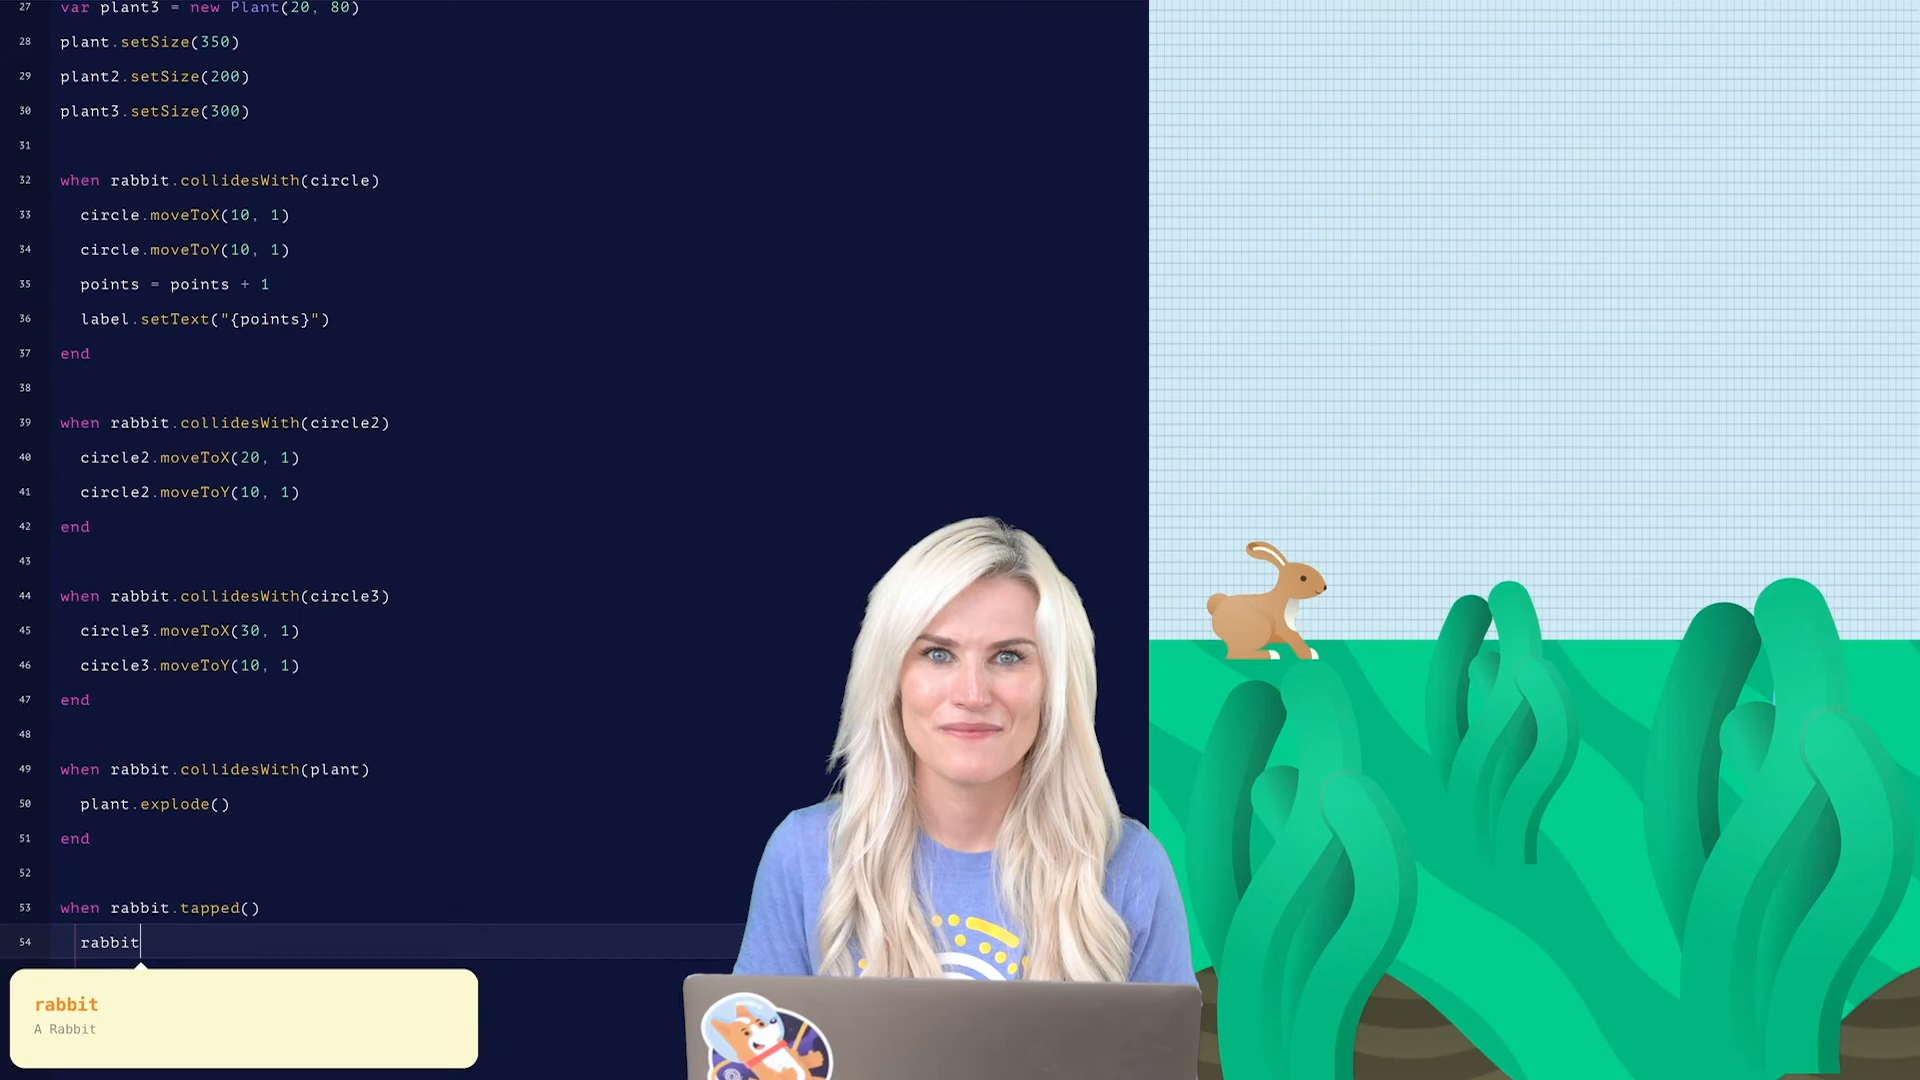 27 var plant3 = new Plant(20, 80)
28 plant.setSize(350)
29 plant2.setSize(200)
30 plant3.setSize(300)
31
32 when rabbit.collidesWith(circle)
33 circle.moveToX(10, 1)
34 circle.moveToY(10, 1)
35 points = points + 1
36 label.setText("{points}")
37 end
38
39 when rabbit.collidesWith(circle2)
40 circle2.moveToX(20, 1)
41 circle2.moveToY(10, 1)
42 end
43
44 when rabbit.collidesWith(circle3)
45 circle3.moveToX(30, 1)
46 circle3.moveToY(10, 1)
47 end
48
49 when rabbit.collidesWith(plant)
50 plant.explode()
51 end
52
53 when rabbit.tapped()
54 rabbit
rabbit
A Rabbit